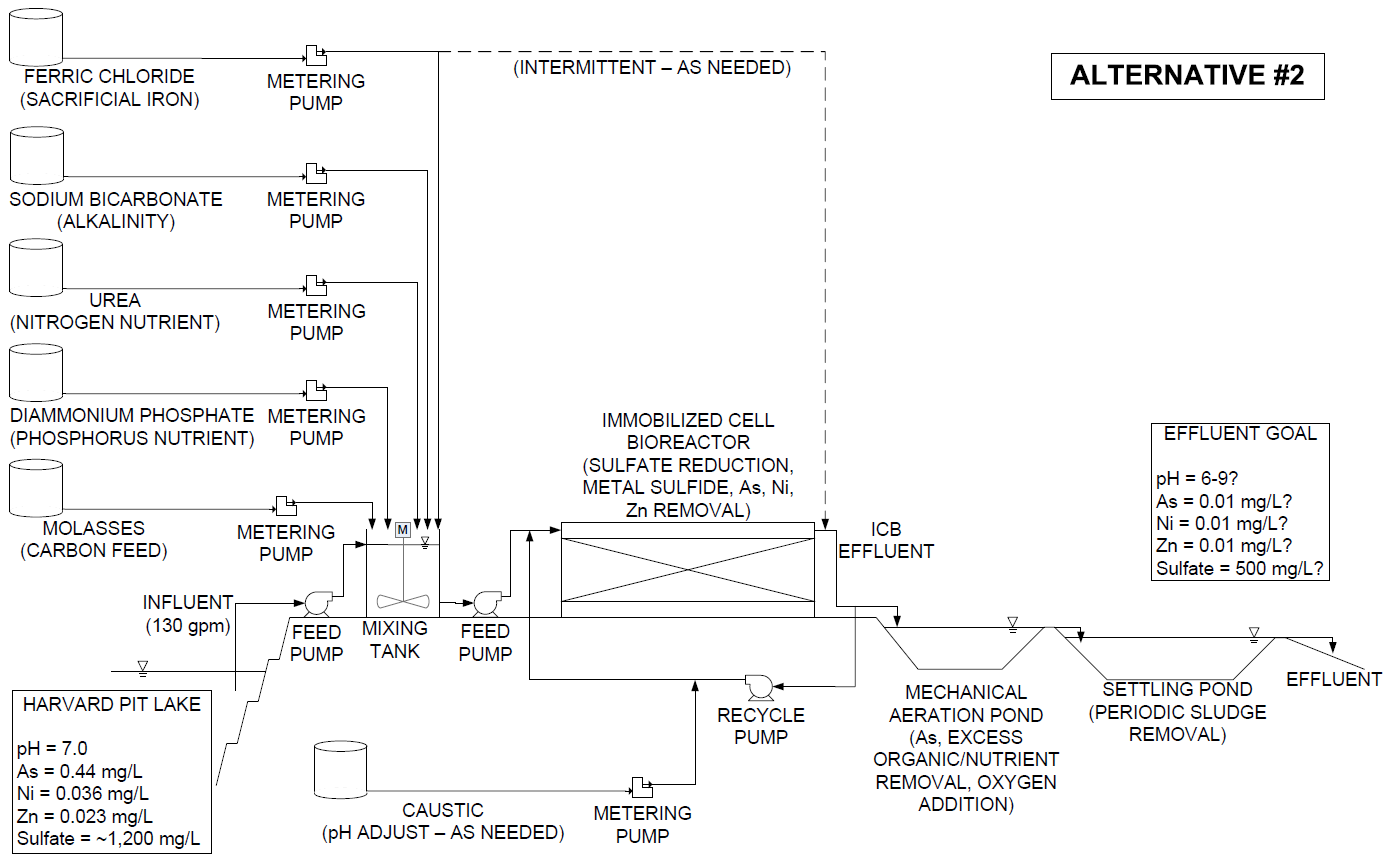 ALTERNATIVE #2
FERRIC CHLORIDE
(SACRIFICIAL IRON)
METERING
PUMP
(INTERMITTENT – AS NEEDED)
SODIUM BICARBONATE
(ALKALINITY)
METERING
PUMP
UREA
(NITROGEN NUTRIENT)
METERING
PUMP
DIAMMONIUM PHOSPHATE
(PHOSPHORUS NUTRIENT)
METERING
PUMP
MOLASSES
(CARBON FEED)
METERING
PUMP
M
INFLUENT
(130 gpm)
FEED
PUMP
MIXING
TANK
FEED
PUMP
IMMOBILIZED CELL
BIOREACTOR
(SULFATE REDUCTION,
METAL SULFIDE, As, Ni,
Zn REMOVAL)
ICB
EFFLUENT
EFFLUENT GOAL
pH = 6-9?
As = 0.01 mg/L?
Ni = 0.01 mg/L?
Zn = 0.01 mg/L?
Sulfate = 500 mg/L?
HARVARD PIT LAKE
pH = 7.0
As = 0.44 mg/L
Ni = 0.036 mg/L
Zn = 0.023 mg/L
Sulfate = ~1,200 mg/L
RECYCLE
PUMP
CAUSTIC
(pH ADJUST – AS NEEDED)
METERING
PUMP
MECHANICAL
AERATION POND
(As, EXCESS
ORGANIC/NUTRIENT
REMOVAL, OXYGEN
ADDITION)
SETTLING POND
(PERIODIC SLUDGE
REMOVAL)
EFFLUENT